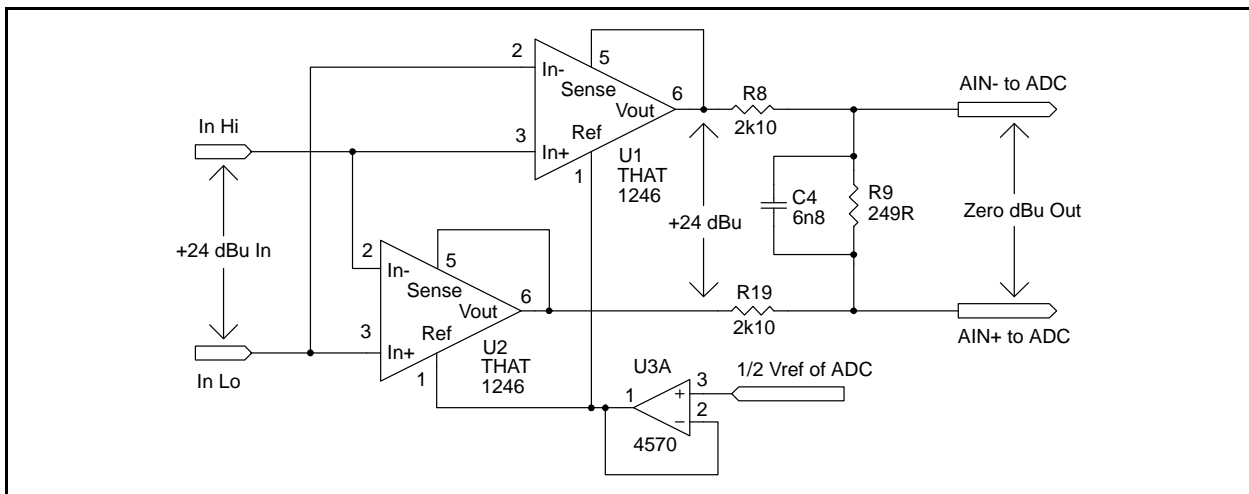 2
In-
5
Sense
Vout
6
3
In+
Ref
1
U1
THAT
1246
In Hi
+24 dBu In
In Lo
2
In-
5
Sense
Vout
6
3
In+
Ref
1
U2
THAT
1246
+24 dBu
R8
2k10
C4
6n8
R9
249R
R19
2k10
AIN- to ADC
Zero dBu Out
AIN+ to ADC
U3A
1
+
3
−
2
4570
1/2 Vref of ADC